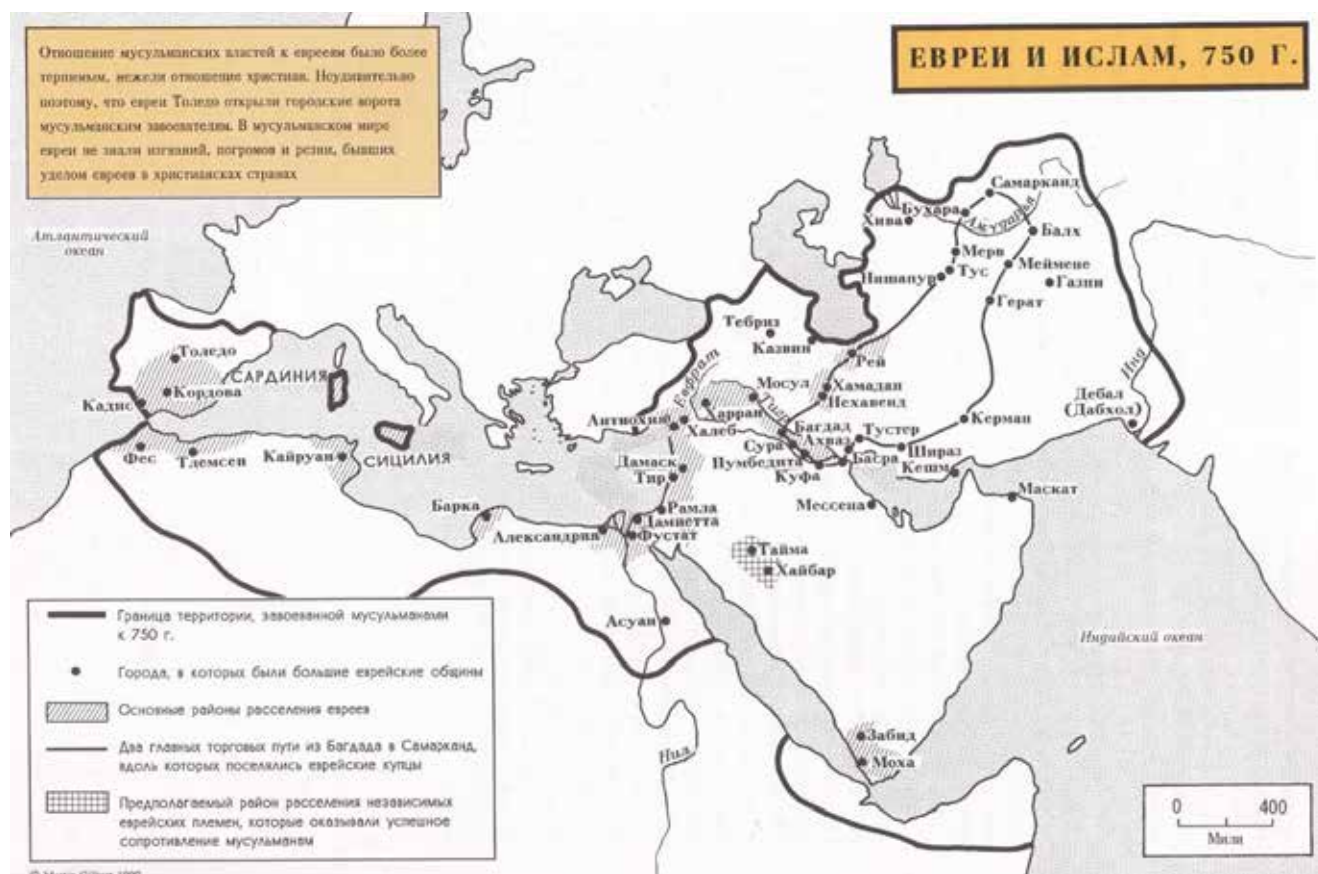 Отношение мусульманских властей к евреям было более
терпимым, нежели отношение христиан. Неудивительно
поэтому, что евреи Толедо открыли городские ворота
мусульманским завоевателям. В мусульманском мире
евреи не знали изгнаний, погромов и резни, бывших
уделом евреев в христиансках странах
ЕВРЕИ И ИСЛАМ, 750 Г.
Атлантический
океан
Самарканд
Бухара
Хива
Амударья
Балх
Мерв
Меймене
Тус
Нишапур
Газни
Герат
Тебриз
Казвин
Рей
Толедо
САРДИНИЯ
Кордова
Кадис
Мосул
Хамадан
Нехавенд
Евфрат
Харран
Тигр
Инд
Дебал
(Дабхол)
Антиохия
Халеб
Багдад
Тустер
Керман
Сура
Ахваз
Фес
Тлемсен
Кайруан
СИЦИЛИЯ
Дамаск
Тир
Пумбедита
Куфа
Басра
Шираз
Кешм
Маскат
Мессена
Барка
Рамла
Дамиетта
Александрия
Фустат
Тайма
Хайбар
Асуан
Индийский океан
Нил
Забид
Моха
Граница территории, завоеванной мусульманами
к 750 г.
Города, в которых были большие еврейские общины
Основные районы расселения евреев
Два главных торговых пути из Багдада в Самарканд,
вдоль которых поселялись еврейские купцы
Предполагаемый район расселения независимых
еврейских племен, которые оказывали успешное
сопротивление мусульманам
0 400
Мили